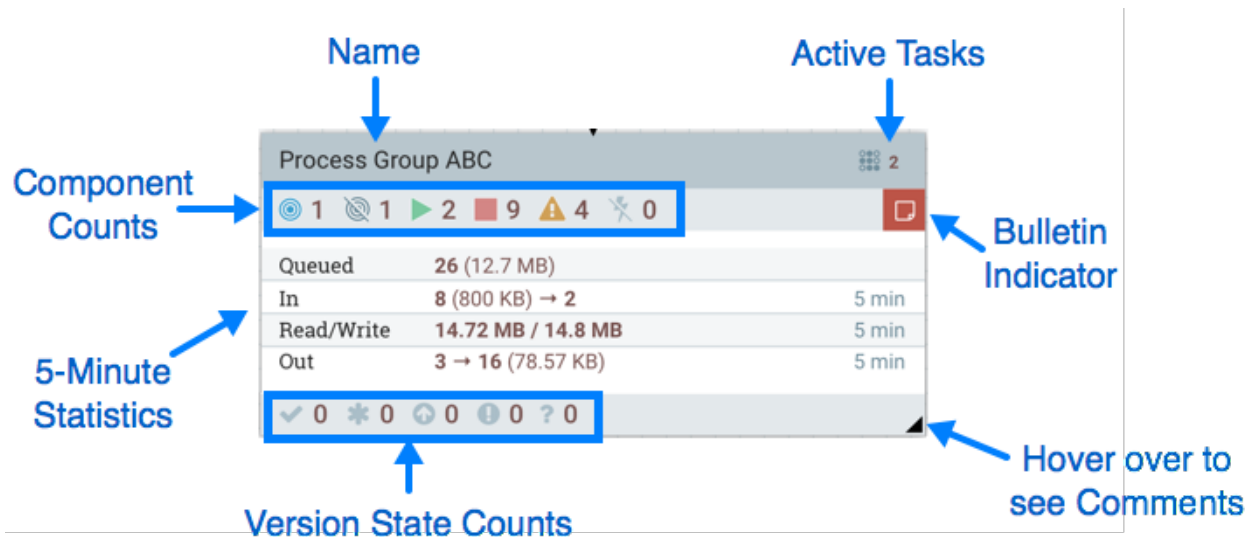 Name
Active Tasks
Process Group ABC
2
Component
Counts
1 1 2 9 4 0
Bulletin
Indicator
Queued 26 (12.7 MB)
In 8 (800 KB) → 2 5 min
Read/Write 14.72 MB / 14.8 MB 5 min
Out 3 → 16 (78.57 KB) 5 min
5-Minute
Statistics
0 0 0 0 ? 0
Hover over to
see Comments
Version State Counts